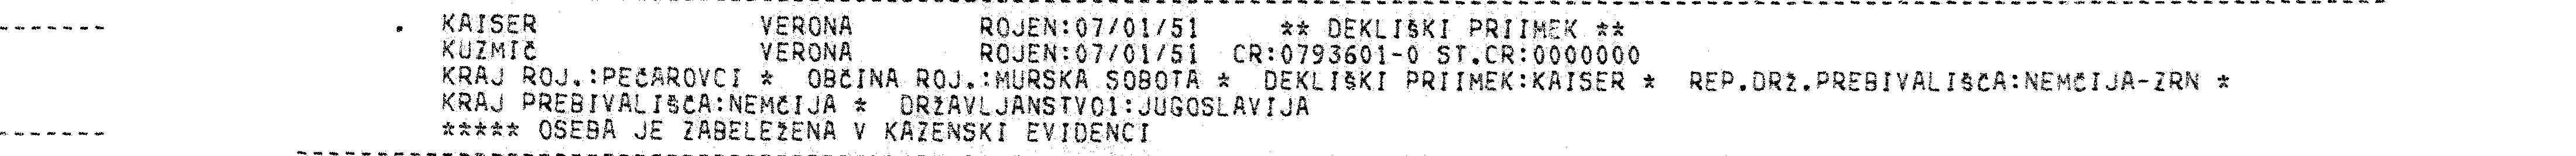 . KAISER VERONA ROJEN:07/01/51 ** DEKLIŠKI PRIIMEK **
KUZMIČ VERONA ROJEN:07/01/51 CR:0793601-0 ST.CR:0000000
KRAJ ROJ.:PEČAROVCI * OBČINA ROJ.:MURSKA SOBOTA * DEKLIŠKI PRIIMEK:KAISER * REP.DRŽ.PREBIVALIŠČA:NEMČIJA-ZRN *
KRAJ PREBIVALIŠČA:NEMČIJA * DRŽAVLJANSTVO1:JUGOSLAVIJA
***** OSEBA JE ZABELEŽENA V KAZENSKI EVIDENCI